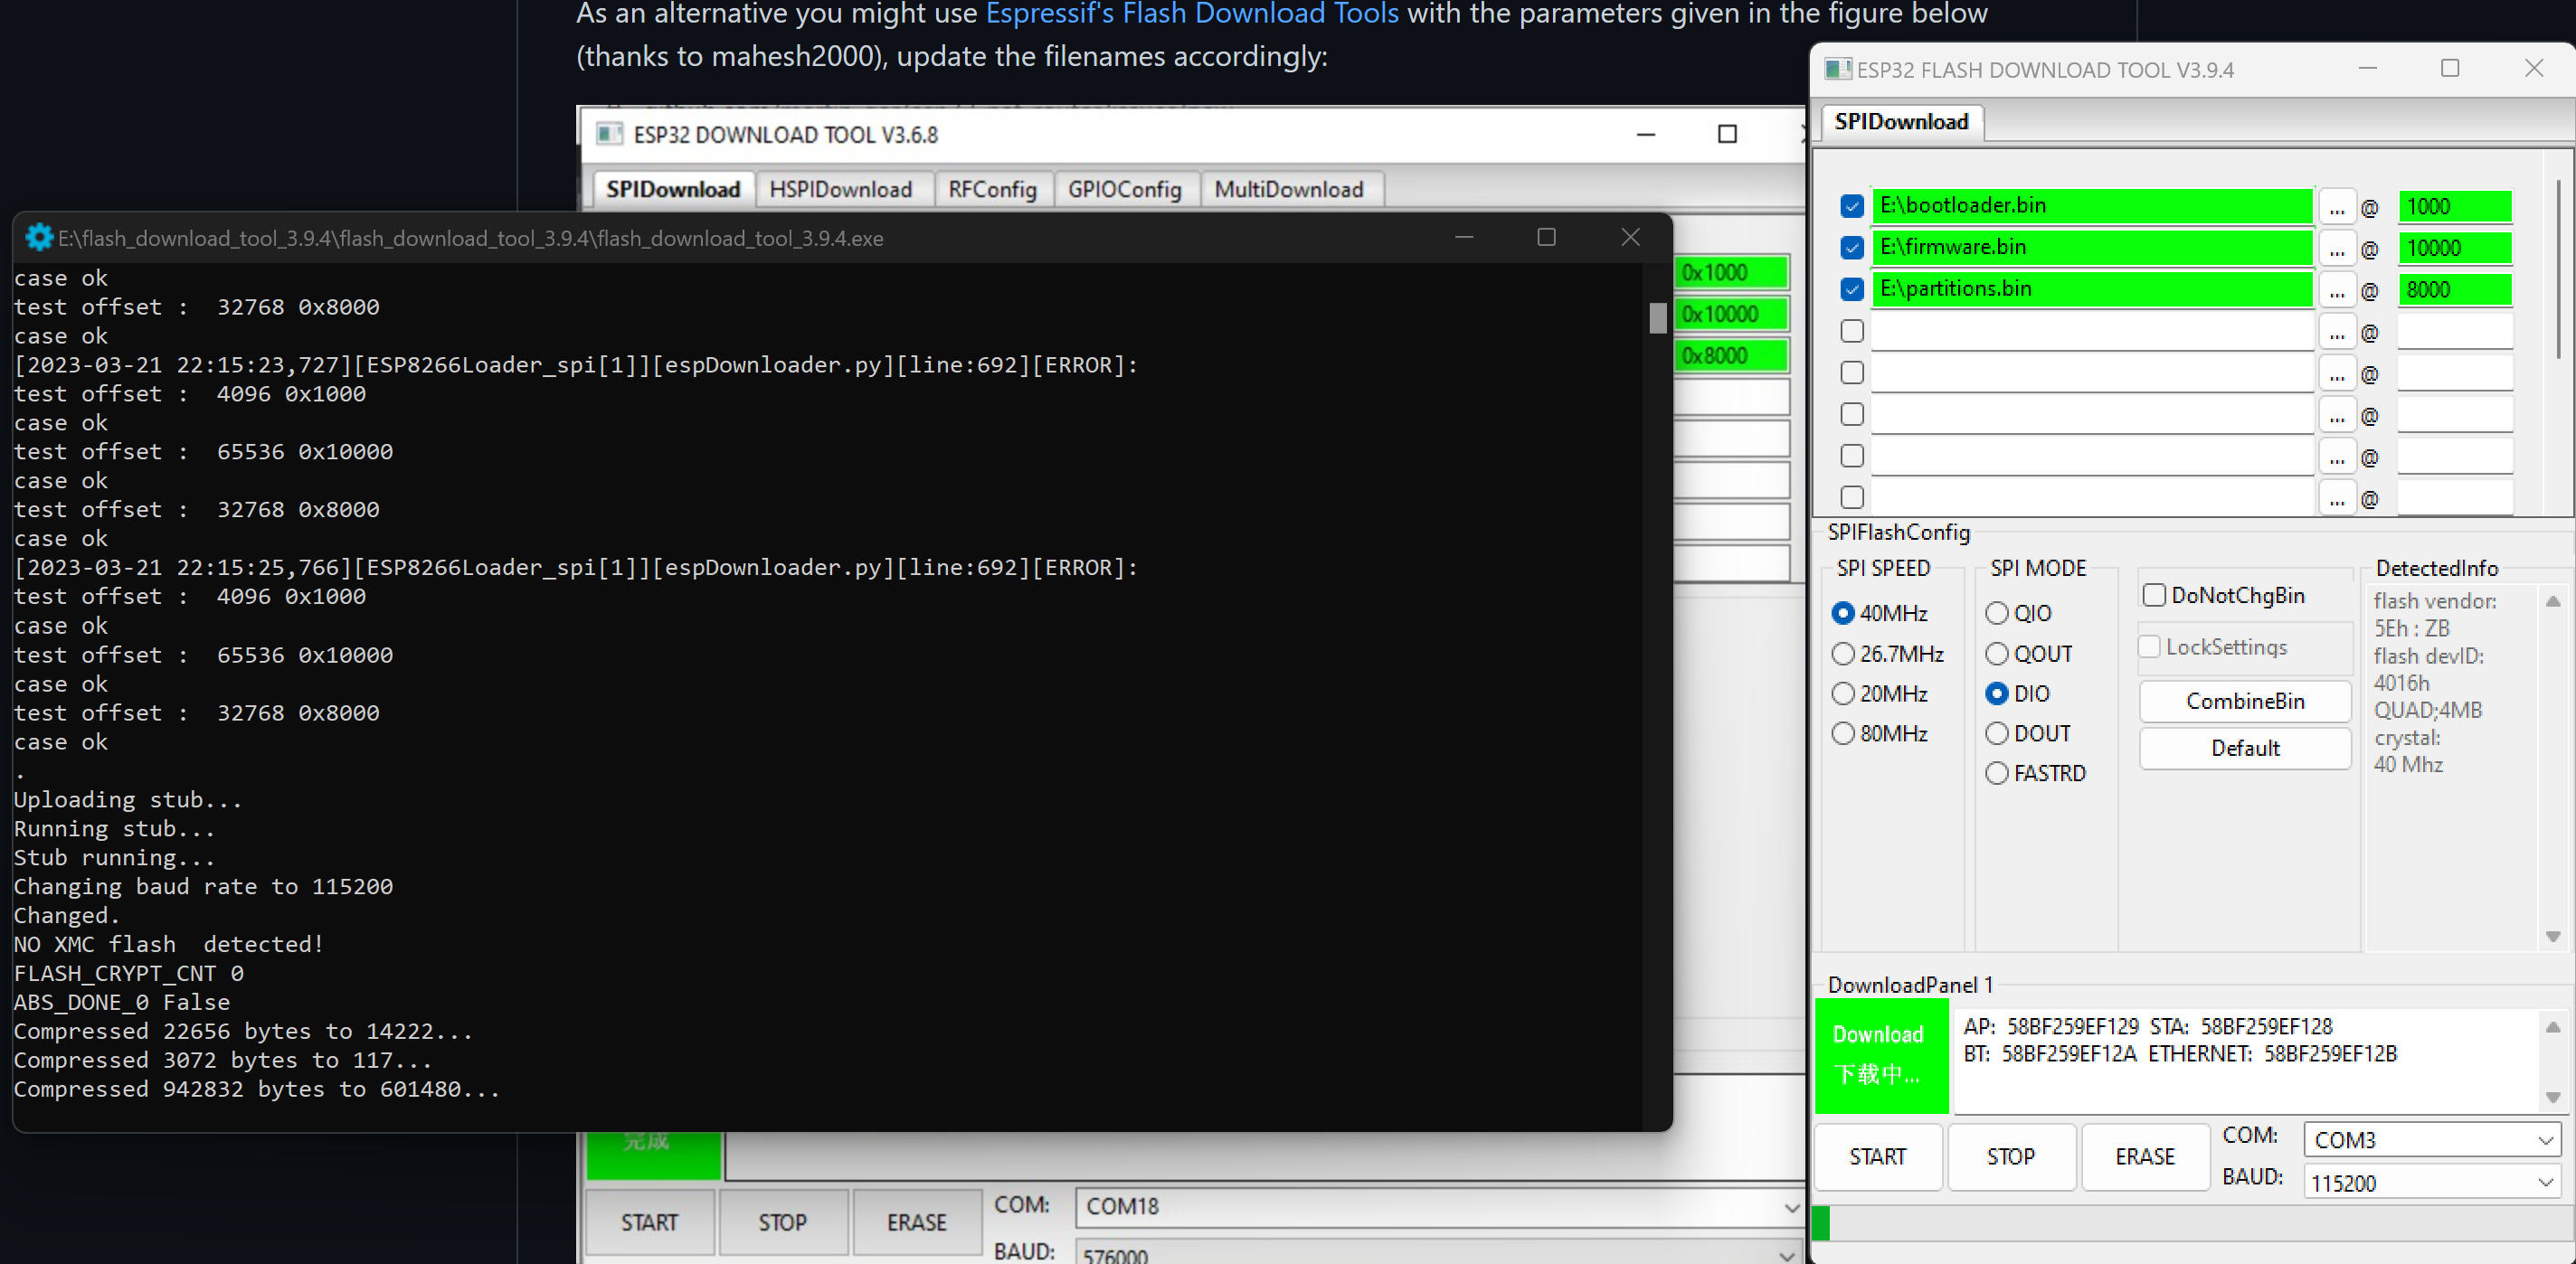 As an alternative you might use Espressif's Flash Download Tools with the parameters given in the figure below
(thanks to mahesh2000), update the filenames accordingly:
ESP32 DOWNLOAD TOOL V3.6.8
SPIDownload HSPIDownload RFConfig GPIOConfig MultiDownload
0x1000
0x10000
0x8000
E:\flash_download_tool_3.9.4\flash_download_tool_3.9.4\flash_download_tool_3.9.4.exe
case ok
test offset : 32768 0x8000
case ok
[2023-03-21 22:15:23,727][ESP8266Loader_spi[1]][espDownloader.py][line:692][ERROR]:
test offset : 4096 0x1000
case ok
test offset : 65536 0x10000
case ok
test offset : 32768 0x8000
case ok
[2023-03-21 22:15:25,766][ESP8266Loader_spi[1]][espDownloader.py][line:692][ERROR]:
test offset : 4096 0x1000
case ok
test offset : 65536 0x10000
case ok
test offset : 32768 0x8000
case ok
.
Uploading stub...
Running stub...
Stub running...
Changing baud rate to 115200
Changed.
NO XMC flash detected!
FLASH_CRYPT_CNT 0
ABS_DONE_0 False
Compressed 22656 bytes to 14222...
Compressed 3072 bytes to 117...
Compressed 942832 bytes to 601480...
完成
START STOP ERASE COM: COM18
BAUD: 576000
ESP32 FLASH DOWNLOAD TOOL V3.9.4
SPIDownload
E:\bootloader.bin ... @ 1000
E:\firmware.bin ... @ 10000
E:\partitions.bin ... @ 8000
... @
... @
... @
... @
... @
SPIFlashConfig
SPI SPEED
40MHz
26.7MHz
20MHz
80MHz
SPI MODE
QIO
QOUT
DIO
DOUT
FASTRD
DoNotChgBin
LockSettings
CombineBin
Default
DetectedInfo
flash vendor:
5Eh : ZB
flash devID:
4016h
QUAD;4MB
crystal:
40 Mhz
DownloadPanel 1
Download
下载中...
AP: 58BF259EF129 STA: 58BF259EF128
BT: 58BF259EF12A ETHERNET: 58BF259EF12B
START STOP ERASE
COM: COM3
BAUD: 115200